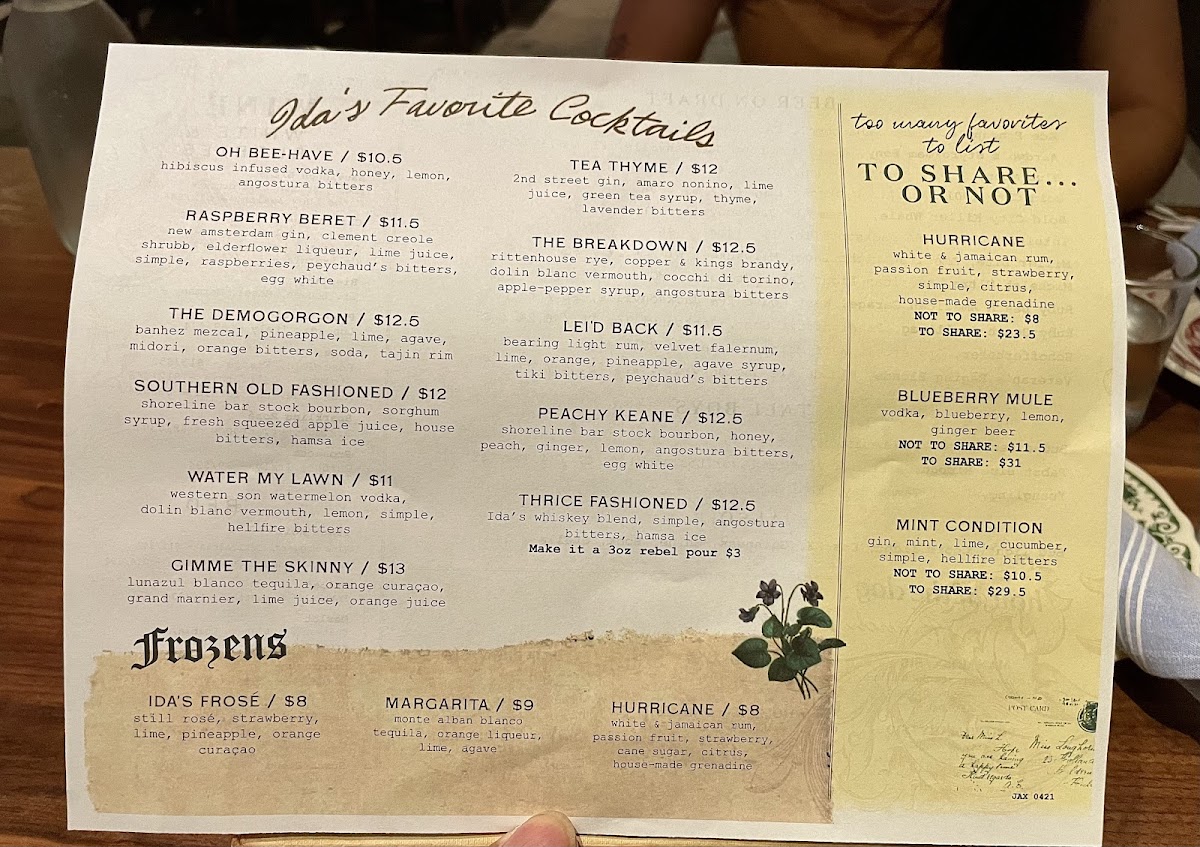 Ida's Favorite Cocktails
OH BEE-HAVE / $10.5
hibiscus infused vodka, honey, lemon,
angostura bitters
RASPBERRY BERET / $11.5
new amsterdam gin, clement creole
shrubb, elderflower liqueur, lime juice,
simple, raspberries, peychaud's bitters,
egg white
THE DEMOGORGON / $12.5
banhez mezcal, pineapple, lime, agave,
midori, orange bitters, soda, tajin rim
SOUTHERN OLD FASHIONED / $12
shoreline bar stock bourbon, sorghum
syrup, fresh squeezed apple juice, house
bitters, hamsa ice
WATER MY LAWN / $11
western son watermelon vodka,
dolin blanc vermouth, lemon, simple,
hellfire bitters
GIMME THE SKINNY / $13
lunazul blanco tequila, orange curaçao,
grand marnier, lime juice, orange juice
TEA THYME / $12
2nd street gin, amaro nonino, lime
juice, green tea syrup, thyme,
lavender bitters
THE BREAKDOWN / $12.5
rittenhouse rye, copper & kings brandy,
dolin blanc vermouth, cocchi di torino,
apple-pepper syrup, angostura bitters
LEI'D BACK / $11.5
bearing light rum, velvet falernum,
lime, orange, pineapple, agave syrup,
tiki bitters, peychaud's bitters
PEACHY KEANE / $12.5
shoreline bar stock bourbon, honey,
peach, ginger, lemon, angostura bitters,
egg white
THRICE FASHIONED / $12.5
Ida's whiskey blend, simple, angostura
bitters, hamsa ice
Make it a 3oz rebel pour $3
Frozens
IDA'S FROSÉ / $8
still rosé, strawberry,
lime, pineapple, orange
curaçao
MARGARITA / $9
monte alban blanco
tequila, orange liqueur,
lime, agave
HURRICANE / $8
white & jamaican rum,
passion fruit, strawberry,
cane sugar, citrus,
house-made grenadine
too many favorites
to list
TO SHARE...
OR NOT
HURRICANE
white & jamaican rum,
passion fruit, strawberry,
simple, citrus,
house-made grenadine
NOT TO SHARE: $8
TO SHARE: $23.5
BLUEBERRY MULE
vodka, blueberry, lemon,
ginger beer
NOT TO SHARE: $11.5
TO SHARE: $31
MINT CONDITION
gin, mint, lime, cucumber,
simple, hellfire bitters
NOT TO SHARE: $10.5
TO SHARE: $29.5
POST CARD
JAX 0421